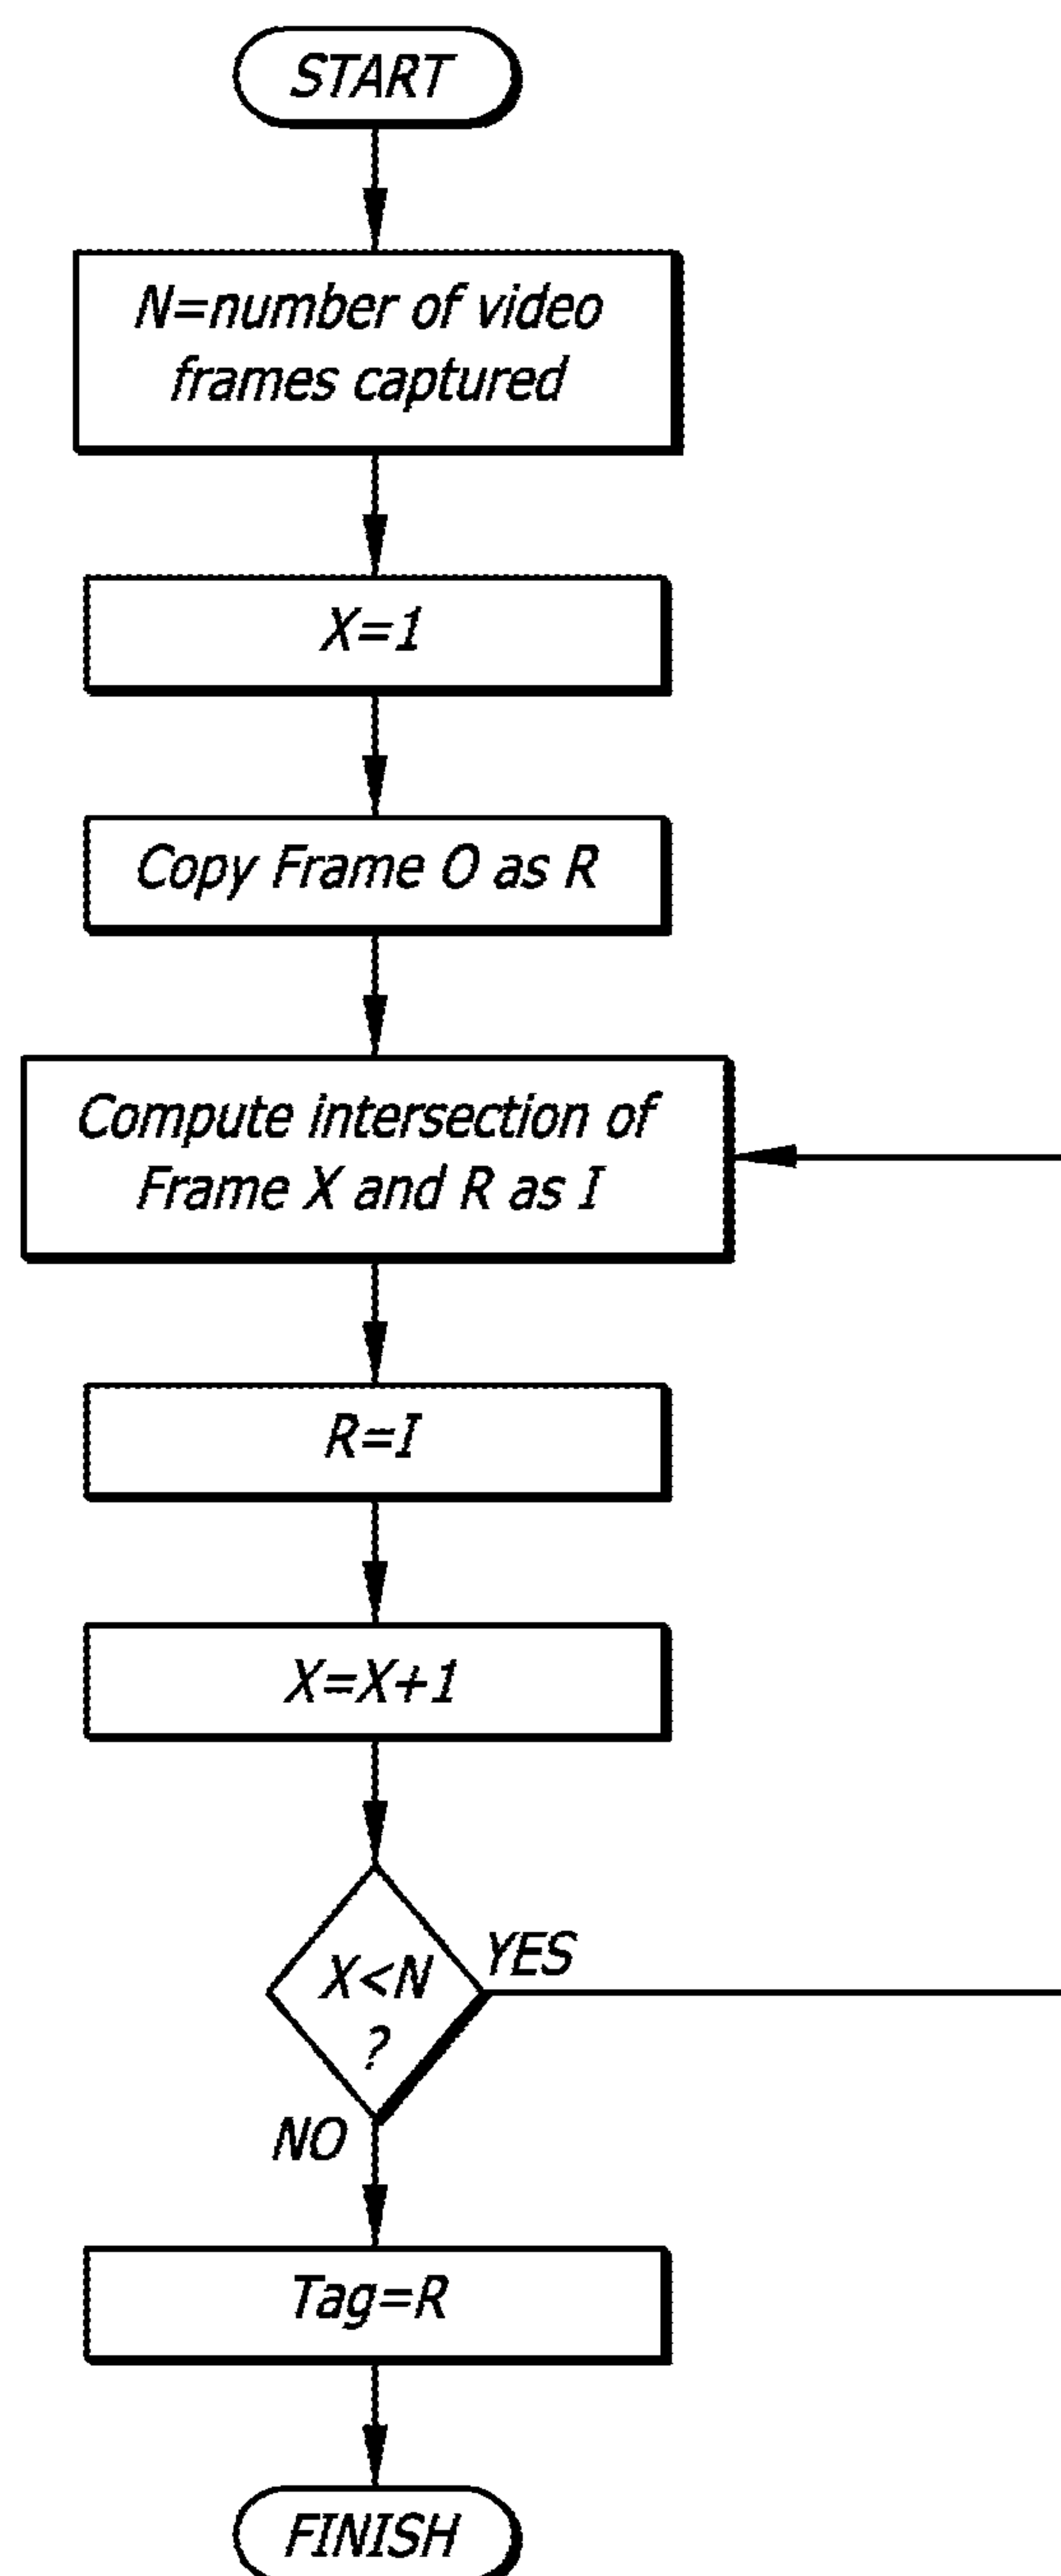 START
N=number of video
frames captured
X=1
Copy Frame O as R
Compute intersection of
Frame X and R as I
R=I
X=X+1
X<N
?
YES
NO
Tag=R
FINISH